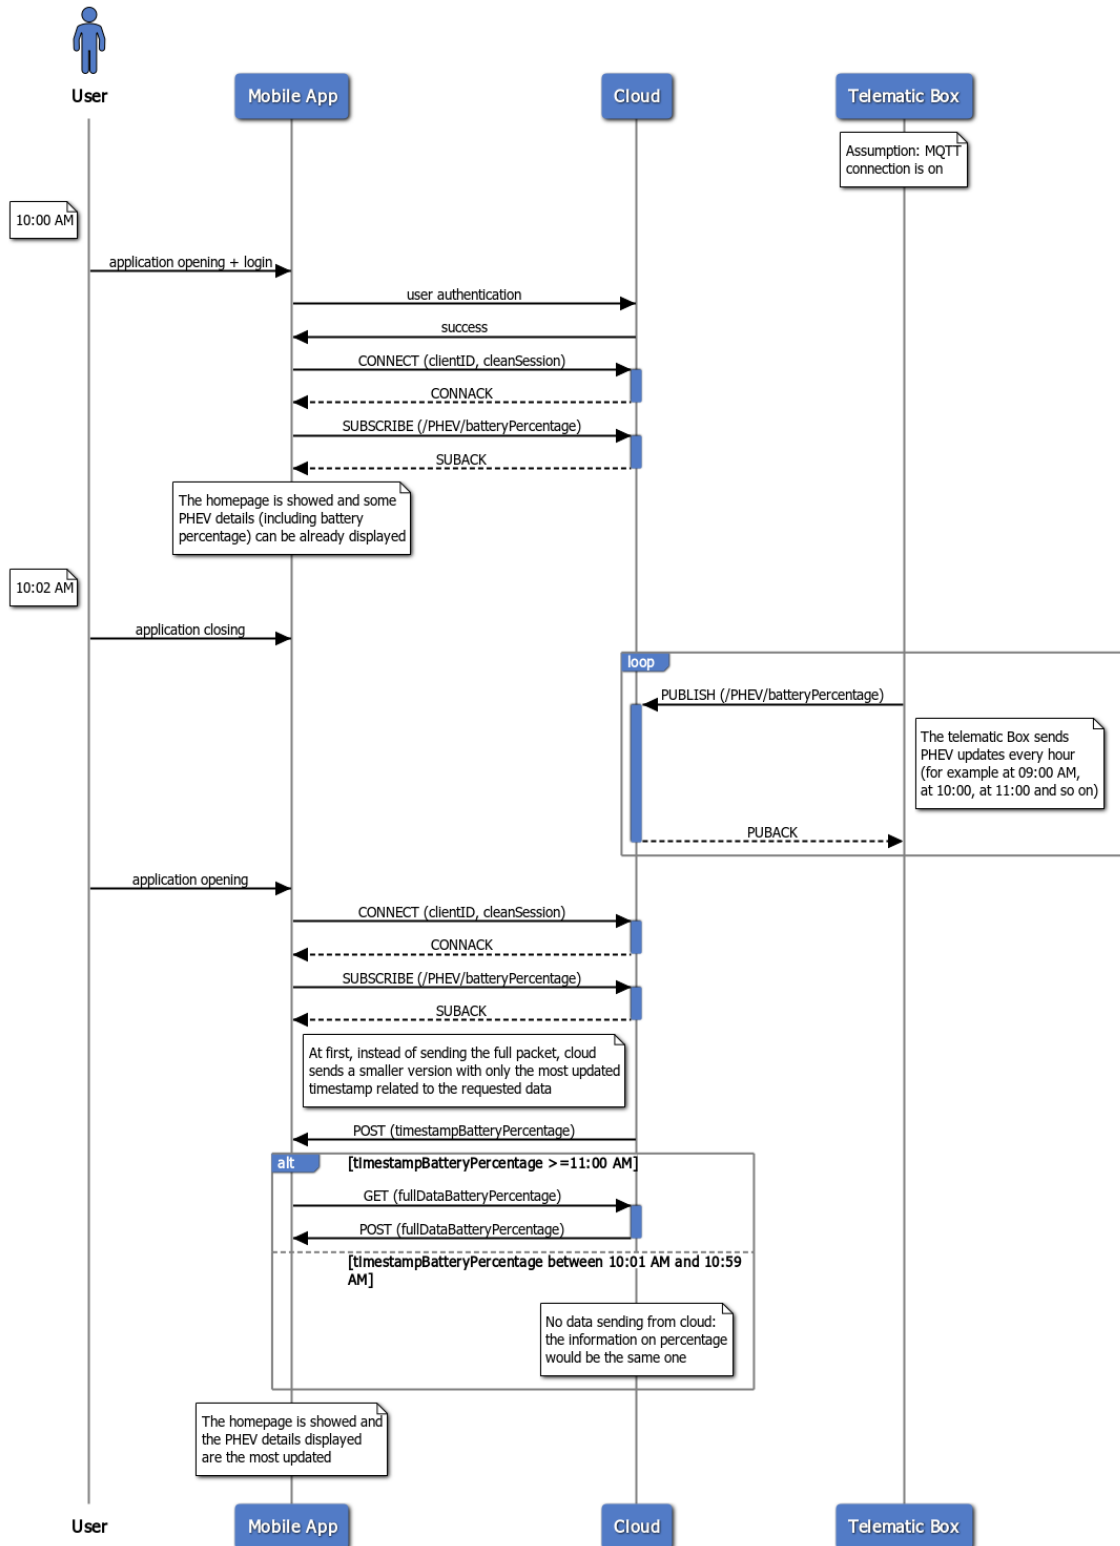 User
Mobile App
Cloud
Telematic Box
Assumption: MQTT
connection is on
10:00 AM
application opening + login
user authentication
success
CONNECT (clientID, cleanSession)
CONNACK
SUBSCRIBE (/PHEV/batteryPercentage)
SUBACK
The homepage is showed and some
PHEV details (including battery
percentage) can be already displayed
10:02 AM
application closing
loop
PUBLISH (/PHEV/batteryPercentage)
The telematic Box sends
PHEV updates every hour
(for example at 09:00 AM,
at 10:00, at 11:00 and so on)
PUBACK
application opening
CONNECT (clientID, cleanSession)
CONNACK
SUBSCRIBE (/PHEV/batteryPercentage)
SUBACK
At first, instead of sending the full packet, cloud
sends a smaller version with only the most updated
timestamp related to the requested data
POST (timestampBatteryPercentage)
alt
[timestampBatteryPercentage >=11:00 AM]
GET (fullDataBatteryPercentage)
POST (fullDataBatteryPercentage)
[timestampBatteryPercentage between 10:01 AM and 10:59
AM]
No data sending from cloud:
the information on percentage
would be the same one
The homepage is showed and
the PHEV details displayed
are the most updated
User
Mobile App
Cloud
Telematic Box